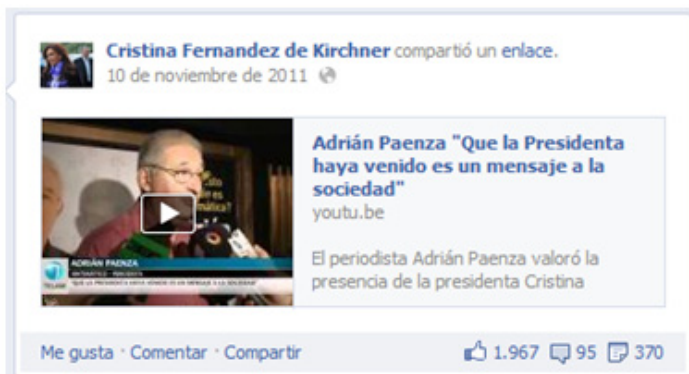 Cristina Fernandez de Kirchner compartió un enlace.
10 de noviembre de 2011
Adrián Paenza "Que la Presidenta
haya venido es un mensaje a la
sociedad"
youtu.be
El periodista Adrián Paenza valoró la
presencia de la presidenta Cristina
ADRIÁN PAENZA
"QUE LA PRESIDENTA HAYA VENIDO ES UN MENSAJE A LA SOCIEDAD"
Me gusta · Comentar · Compartir
1.967 95 370